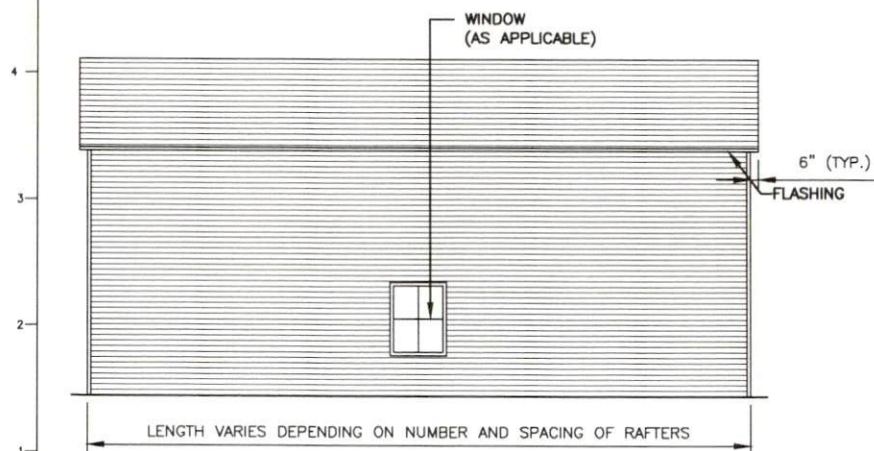 WINDOW
(AS APPLICABLE)
4
6" (TYP.)
3
FLASHING
2
LENGTH VARIES DEPENDING ON NUMBER AND SPACING OF RAFTERS
1